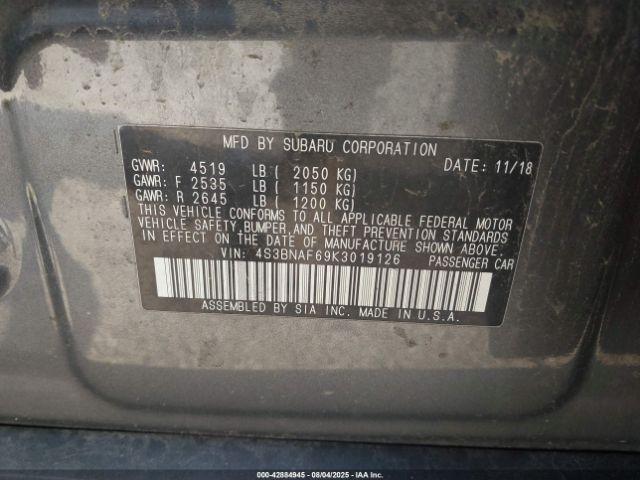 MFD BY SUBARU CORPORATION
GVWR: 4519 LB ( 2050 KG) DATE: 11/18
GAWR: F 2535 LB ( 1150 KG)
GAWR: R 2645 LB ( 1200 KG)
THIS VEHICLE CONFORMS TO ALL APPLICABLE FEDERAL MOTOR
VEHICLE SAFETY, BUMPER, AND THEFT PREVENTION STANDARDS
IN EFFECT ON THE DATE OF MANUFACTURE SHOWN ABOVE.
VIN: 4S3BNAF69K3019126 PASSENGER CAR
ASSEMBLED BY SIA INC. MADE IN U.S.A.
000-42884945 - 08/04/2025 - IAAI.COM